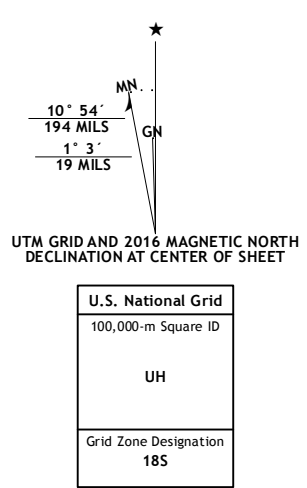 ★
MN
10° 54´
194 MILS
GN
1° 3´
19 MILS
UTM GRID AND 2016 MAGNETIC NORTH
DECLINATION AT CENTER OF SHEET
U.S. National Grid
100,000-m Square ID
UH
Grid Zone Designation
18S